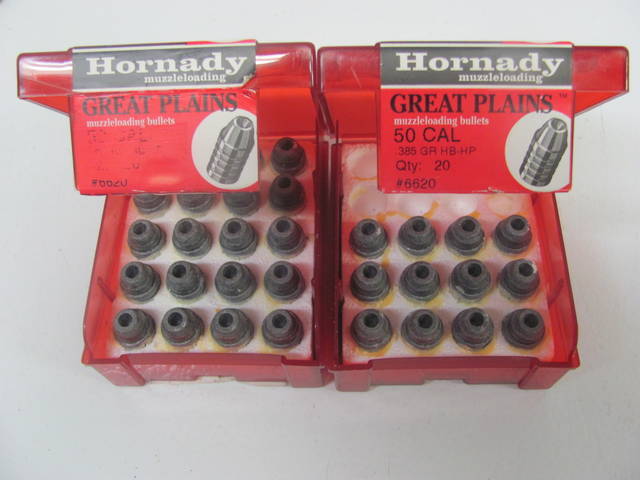 Hornady
muzzleloading
GREAT PLAINS
muzzleloading bullets
#6620
Hornady
muzzleloading
GREAT PLAINS™
muzzleloading bullets
50 CAL
.385 GR HB-HP
Qty: 20
#6620